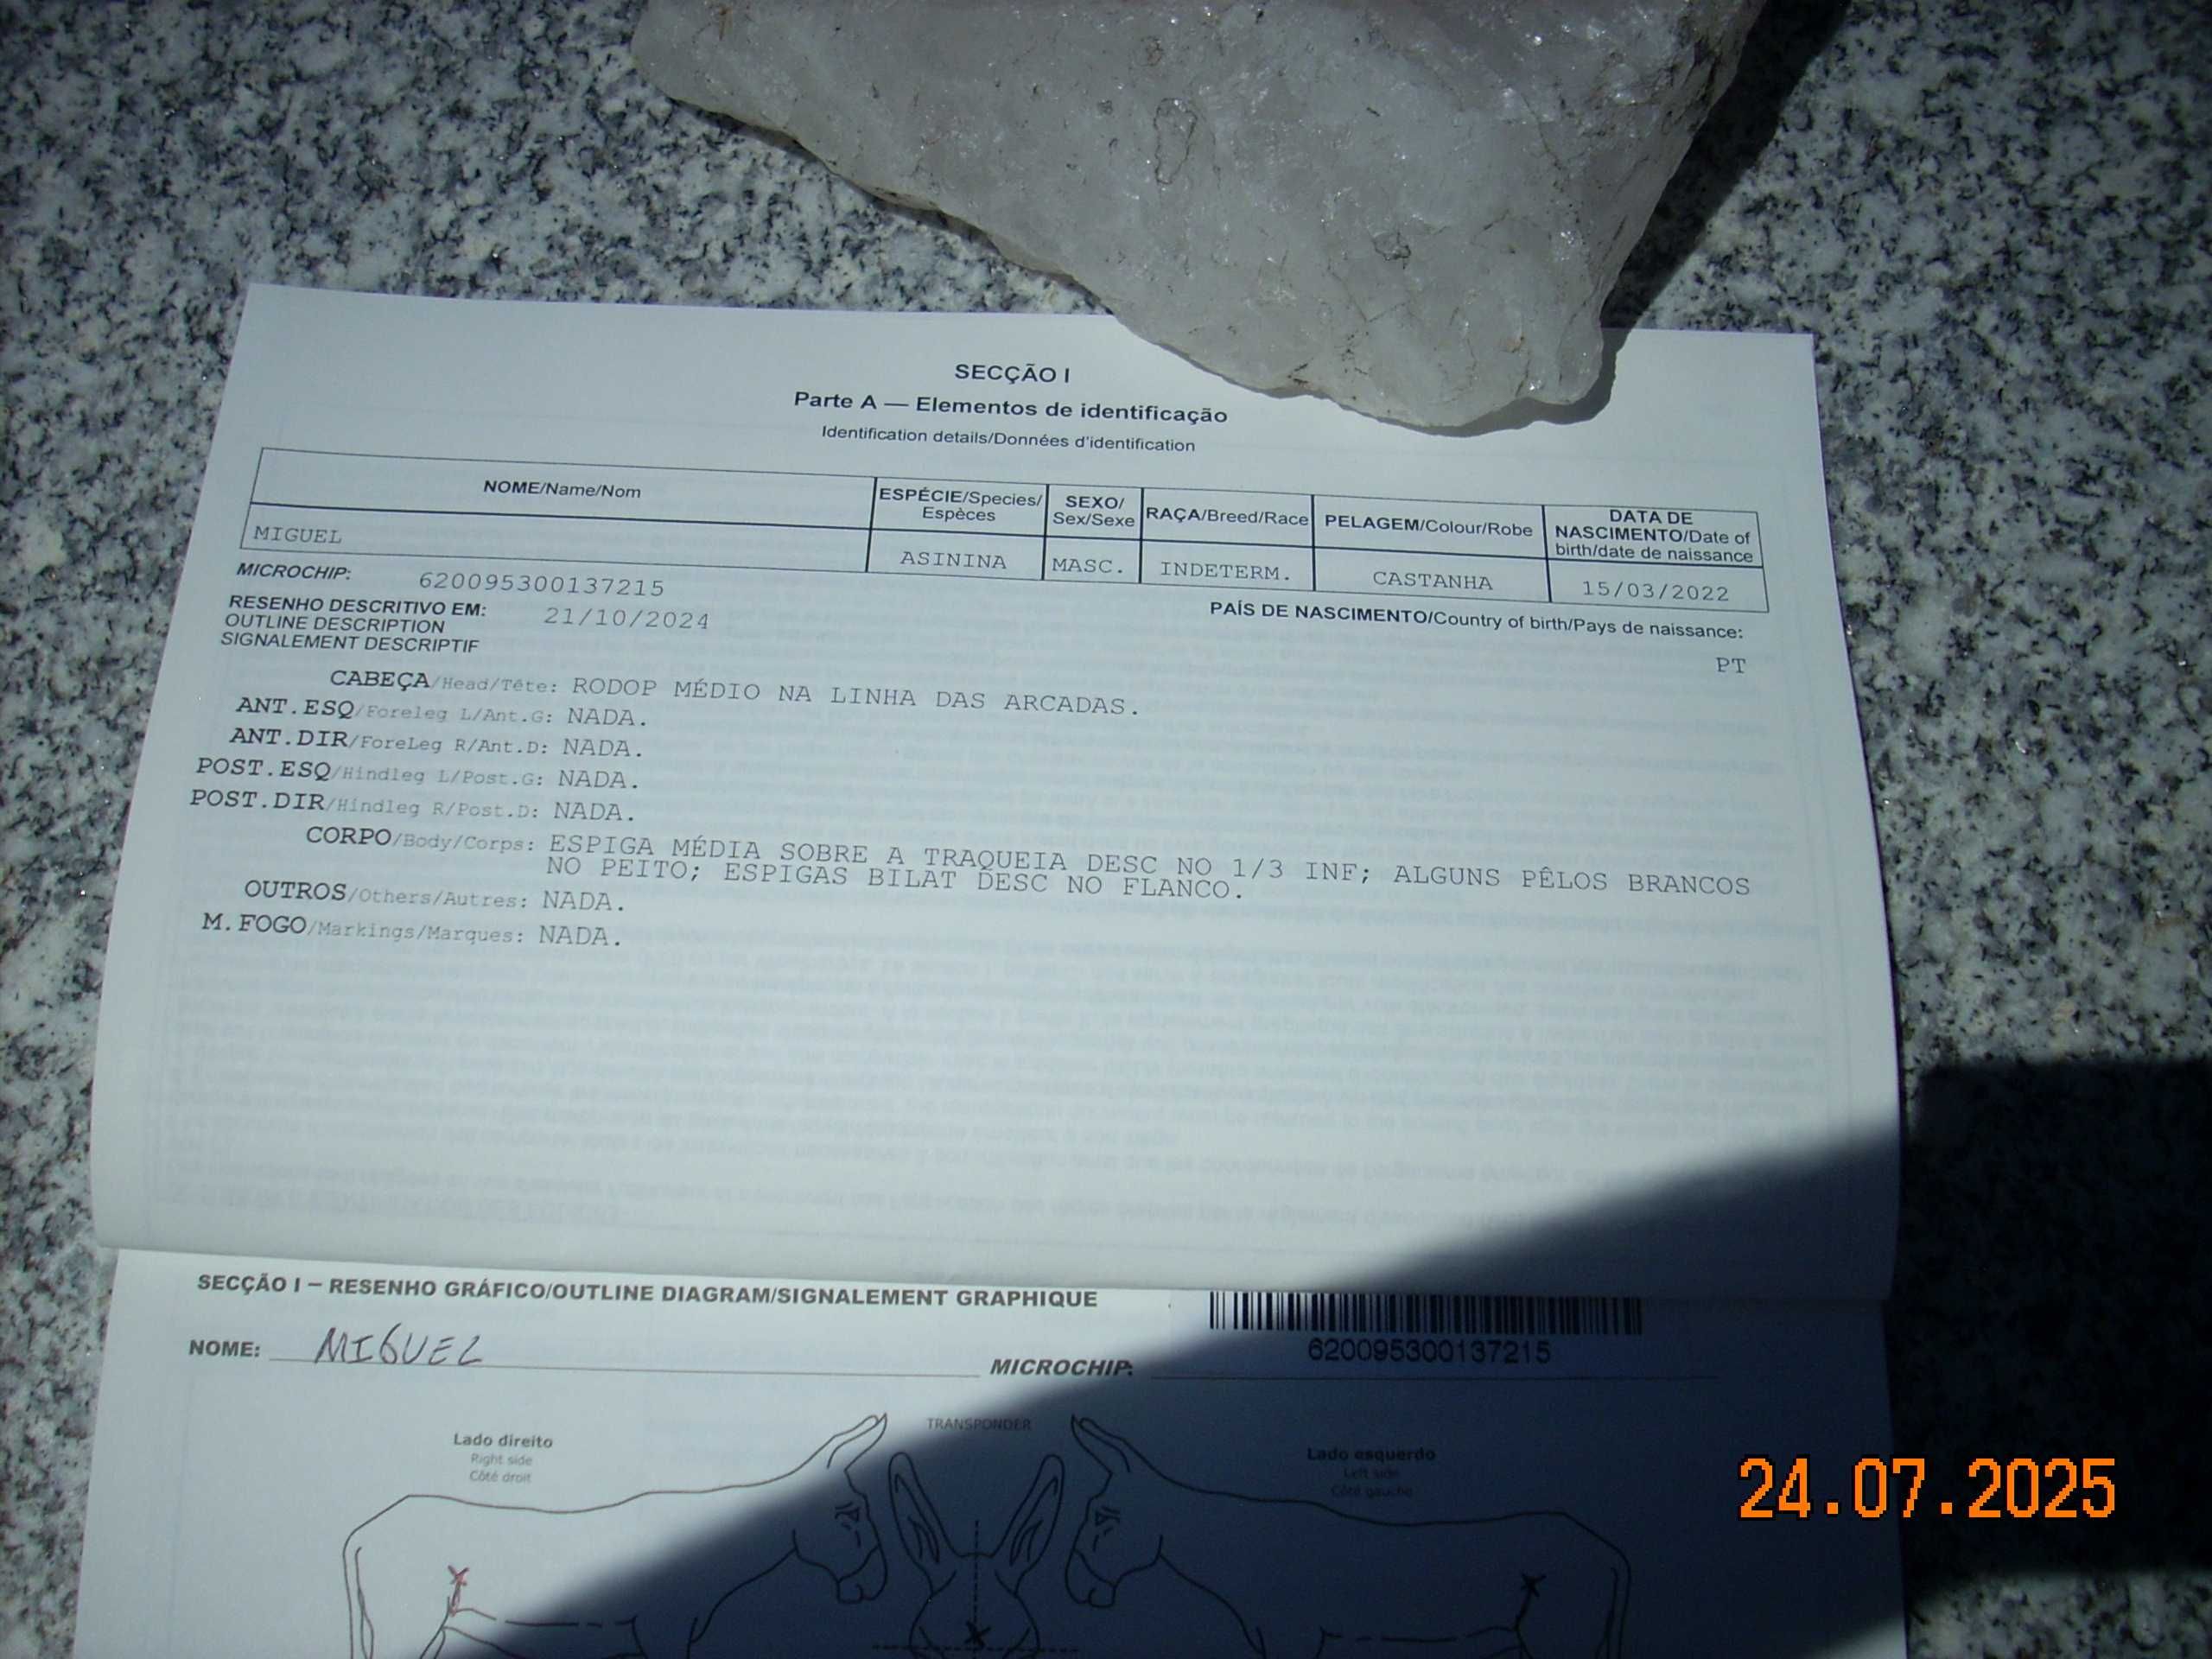 SECÇÃO I
Parte A — Elementos de identificação
Identification details/Données d'identification
NOME/Name/Nom
ESPÉCIE/Species/
Espèces
SEXO/
Sex/Sexe
RAÇA/Breed/Race
PELAGEM/Colour/Robe
DATA DE
NASCIMENTO/Date of
birth/date de naissance
MIGUEL
ASININA
MASC.
INDETERM.
CASTANHA
15/03/2022
MICROCHIP: 620095300137215
RESENHO DESCRITIVO EM: 21/10/2024
OUTLINE DESCRIPTION
SIGNALEMENT DESCRIPTIF
PAÍS DE NASCIMENTO/Country of birth/Pays de naissance:
PT
CABEÇA/Head/Tête: RODOP MÉDIO NA LINHA DAS ARCADAS.
ANT.ESQ/Foreleg L/Ant.G: NADA.
ANT.DIR/ForeLeg R/Ant.D: NADA.
POST.ESQ/Hindleg L/Post.G: NADA.
POST.DIR/Hindleg R/Post.D: NADA.
CORPO/Body/Corps: ESPIGA MÉDIA SOBRE A TRAQUEIA DESC NO 1/3 INF; ALGUNS PÊLOS BRANCOS
NO PEITO; ESPIGAS BILAT DESC NO FLANCO.
OUTROS/Others/Autres: NADA.
M.FOGO/Markings/Marques: NADA.
SECÇÃO I – RESENHO GRÁFICO/OUTLINE DIAGRAM/SIGNALEMENT GRAPHIQUE
NOME: MIGUEL
MICROCHIP:
620095300137215
TRANSPONDER
Lado direito
Right side
Côté droit
Lado esquerdo
Left side
Côté gauche
24.07.2025